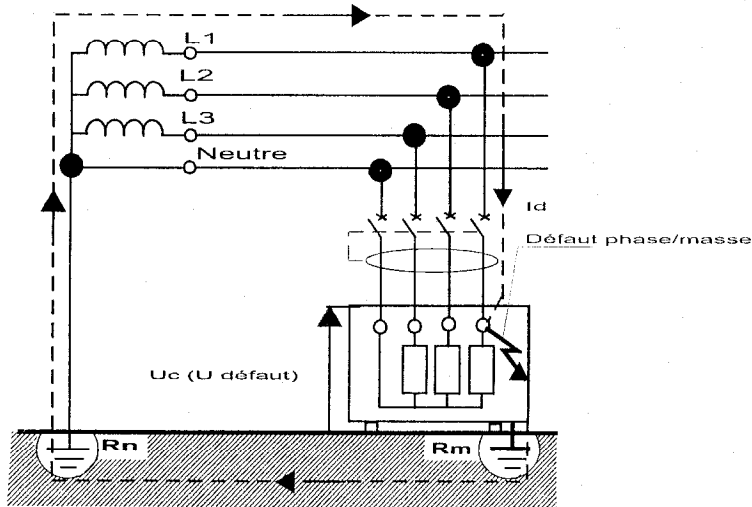 L1
L2
L3
Neutre
Id
Défaut phase/masse
Uc (U défaut)
Rn
Rm